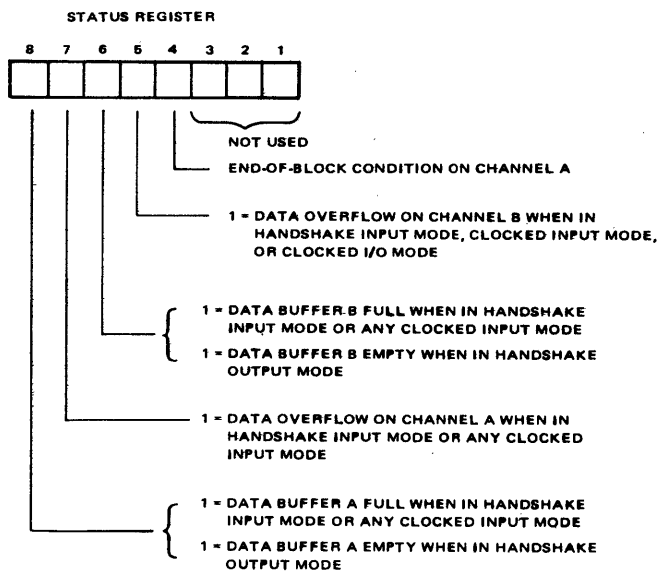 STATUS REGISTER
8 7 6 5 4 3 2 1
NOT USED
END-OF-BLOCK CONDITION ON CHANNEL A
1 = DATA OVERFLOW ON CHANNEL B WHEN IN
HANDSHAKE INPUT MODE, CLOCKED INPUT MODE,
OR CLOCKED I/O MODE
1 = DATA BUFFER B FULL WHEN IN HANDSHAKE
INPUT MODE OR ANY CLOCKED INPUT MODE
1 = DATA BUFFER B EMPTY WHEN IN HANDSHAKE
OUTPUT MODE
1 = DATA OVERFLOW ON CHANNEL A WHEN IN
HANDSHAKE INPUT MODE OR ANY CLOCKED
INPUT MODE
1 = DATA BUFFER A FULL WHEN IN HANDSHAKE
INPUT MODE OR ANY CLOCKED INPUT MODE
1 = DATA BUFFER A EMPTY WHEN IN HANDSHAKE
OUTPUT MODE